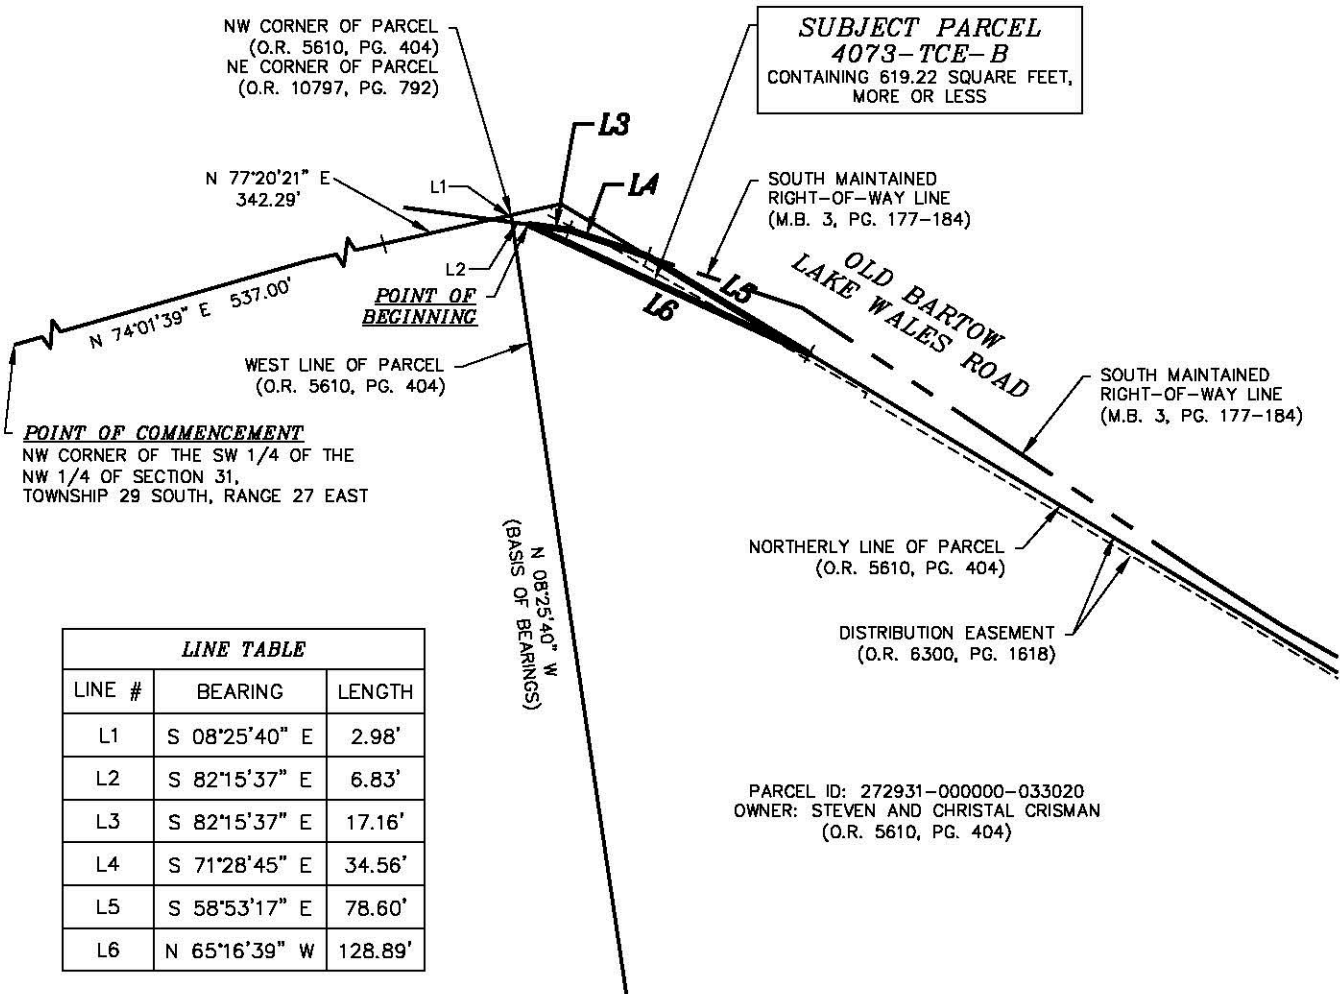 NW CORNER OF PARCEL
(O.R. 5610, PG. 404)
NE CORNER OF PARCEL
(O.R. 10797, PG. 792)
SUBJECT PARCEL
4073-TCE-B
CONTAINING 619.22 SQUARE FEET,
MORE OR LESS
L3
L4
N 77°20'21" E
342.29'
L1
SOUTH MAINTAINED
RIGHT-OF-WAY LINE
(M.B. 3, PG. 177-184)
L2
POINT OF
BEGINNING
L5
L6
OLD BARTOW
LAKE WALES ROAD
N 74°01'39" E 537.00'
WEST LINE OF PARCEL
(O.R. 5610, PG. 404)
SOUTH MAINTAINED
RIGHT-OF-WAY LINE
(M.B. 3, PG. 177-184)
POINT OF COMMENCEMENT
NW CORNER OF THE SW 1/4 OF THE
NW 1/4 OF SECTION 31,
TOWNSHIP 29 SOUTH, RANGE 27 EAST
N 08°25'40" W
(BASIS OF BEARINGS)
NORTHERLY LINE OF PARCEL
(O.R. 5610, PG. 404)
DISTRIBUTION EASEMENT
(O.R. 6300, PG. 1618)
LINE TABLE
LINE # BEARING LENGTH
L1 S 08°25'40" E 2.98'
L2 S 82°15'37" E 6.83'
L3 S 82°15'37" E 17.16'
L4 S 71°28'45" E 34.56'
L5 S 58°53'17" E 78.60'
L6 N 65°16'39" W 128.89'
PARCEL ID: 272931-000000-033020
OWNER: STEVEN AND CHRISTAL CRISMAN
(O.R. 5610, PG. 404)